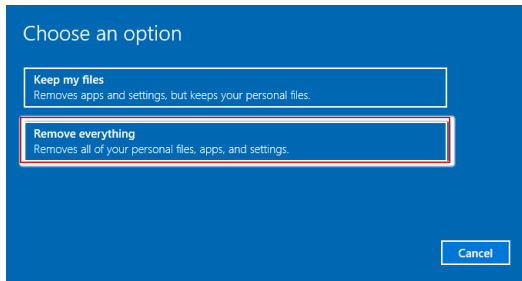 Choose an option
Keep my files
Removes apps and settings, but keeps your personal files.
Remove everything
Removes all of your personal files, apps, and settings.
Cancel